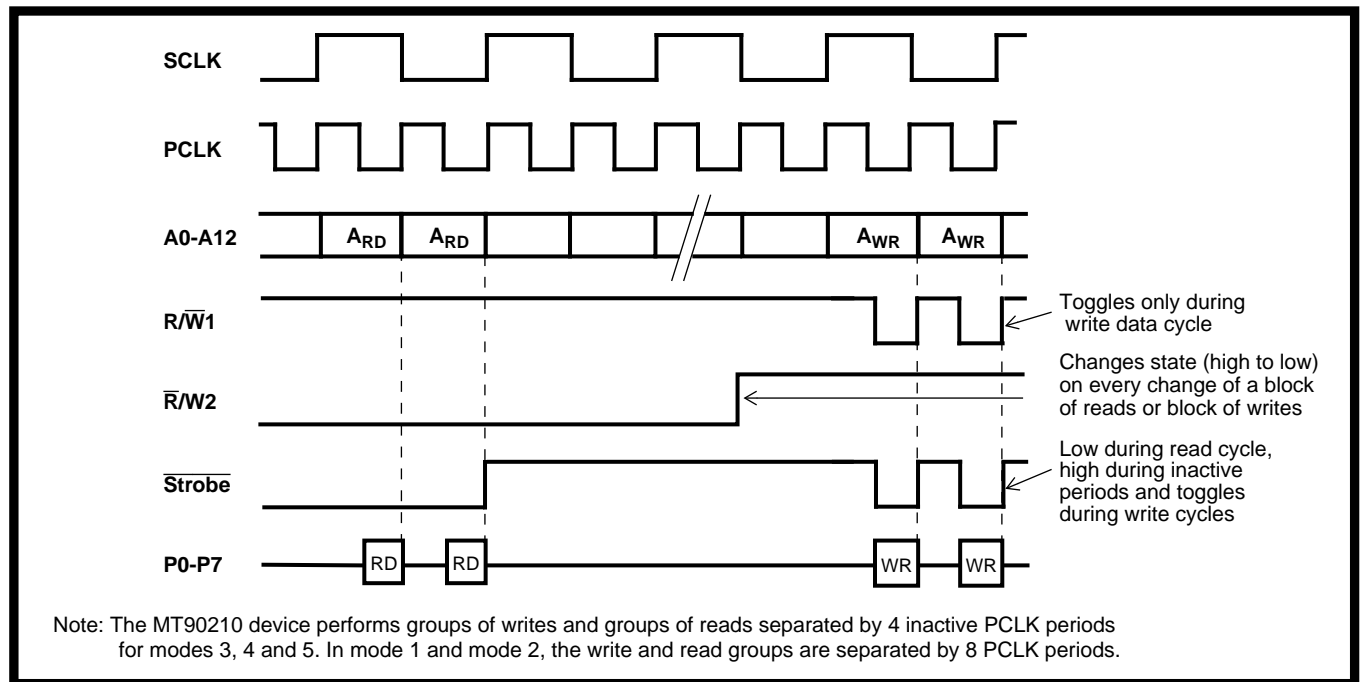 SCLK
PCLK
A0-A12
ARD ARD AWR AWR
R/W̅1
Toggles only during
write data cycle
R̅/W2
Changes state (high to low)
on every change of a block
of reads or block of writes
S̅t̅r̅o̅b̅e̅
Low during read cycle,
high during inactive
periods and toggles
during write cycles
P0-P7
RD RD WR WR
Note: The MT90210 device performs groups of writes and groups of reads separated by 4 inactive PCLK periods
for modes 3, 4 and 5. In mode 1 and mode 2, the write and read groups are separated by 8 PCLK periods.